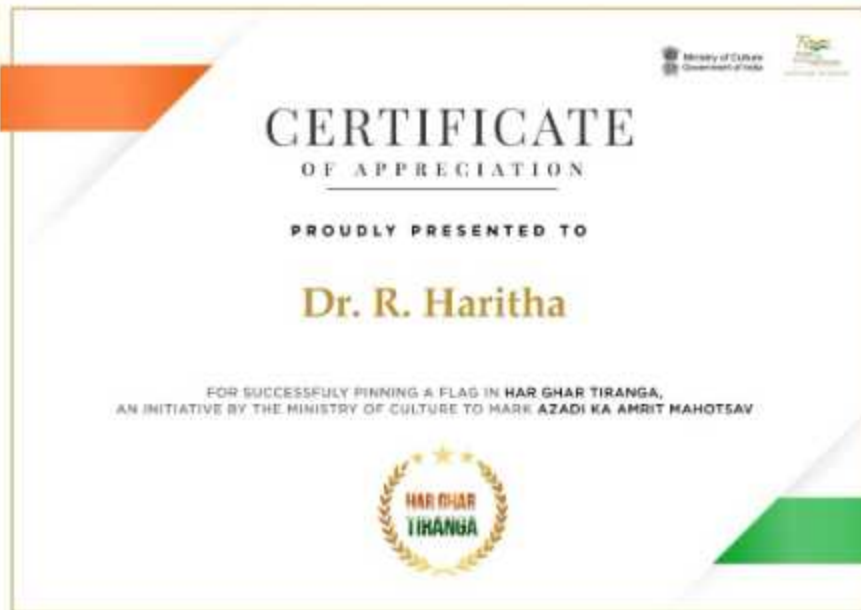 Ministry of Culture
Government of India
CERTIFICATE
OF APPRECIATION
PROUDLY PRESENTED TO
Dr. R. Haritha
FOR SUCCESSFULY PINNING A FLAG IN HAR GHAR TIRANGA,
AN INITIATIVE BY THE MINISTRY OF CULTURE TO MARK AZADI KA AMRIT MAHOTSAV
HAR GHAR
TIRANGA